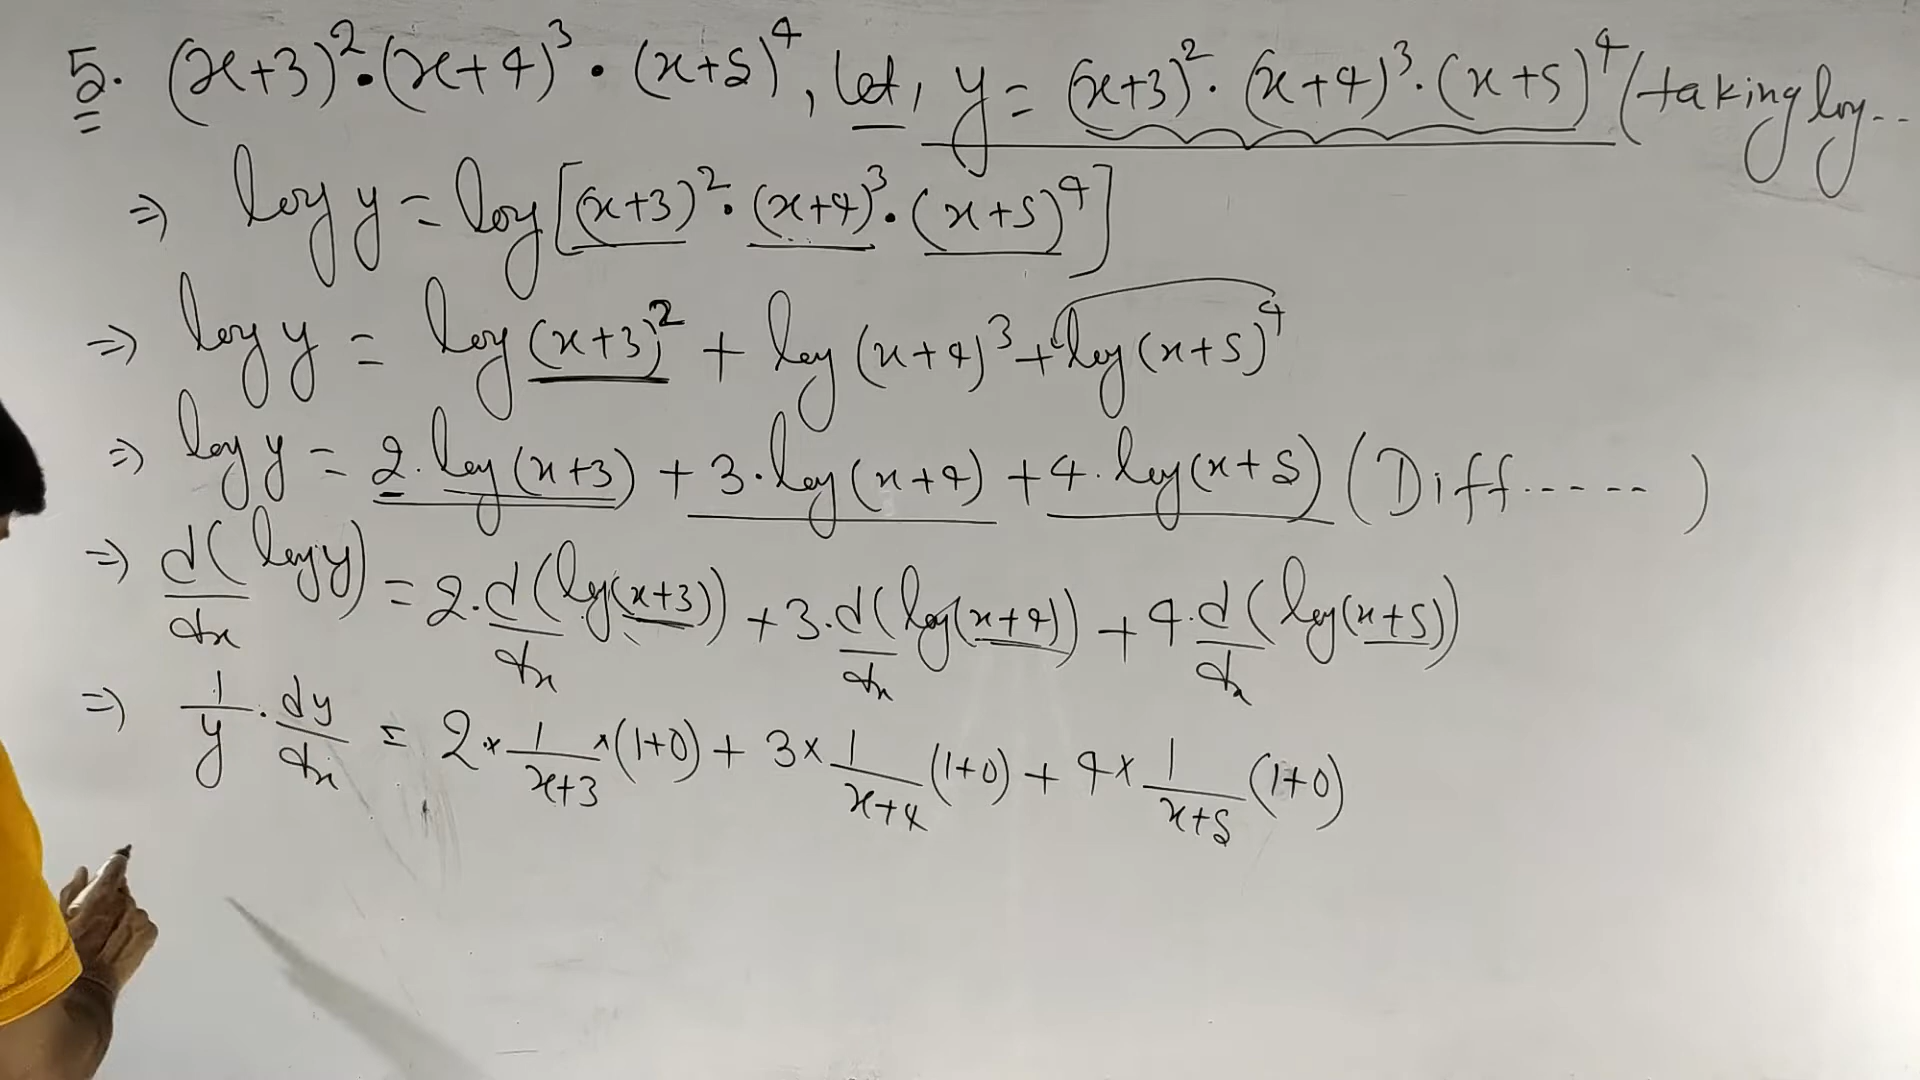 5. (x+3)²·(x+4)³·(x+5)⁴, let, y = (x+3)²·(x+4)³·(x+5)⁴ (taking log..
⇒ log y = log[(x+3)²·(x+4)³·(x+5)⁴]
⇒ log y = log(x+3)² + log(x+4)³ + log(x+5)⁴
⇒ log y = 2·log(x+3) + 3·log(x+4) + 4·log(x+5) (Diff.....)
⇒ d/dx(log y) = 2·d/dx(log(x+3)) + 3·d/dx(log(x+4)) + 4·d/dx(log(x+5))
⇒ 1/y · dy/dx = 2 × 1/x+3 × (1+0) + 3 × 1/x+4 (1+0) + 4 × 1/x+5 (1+0)